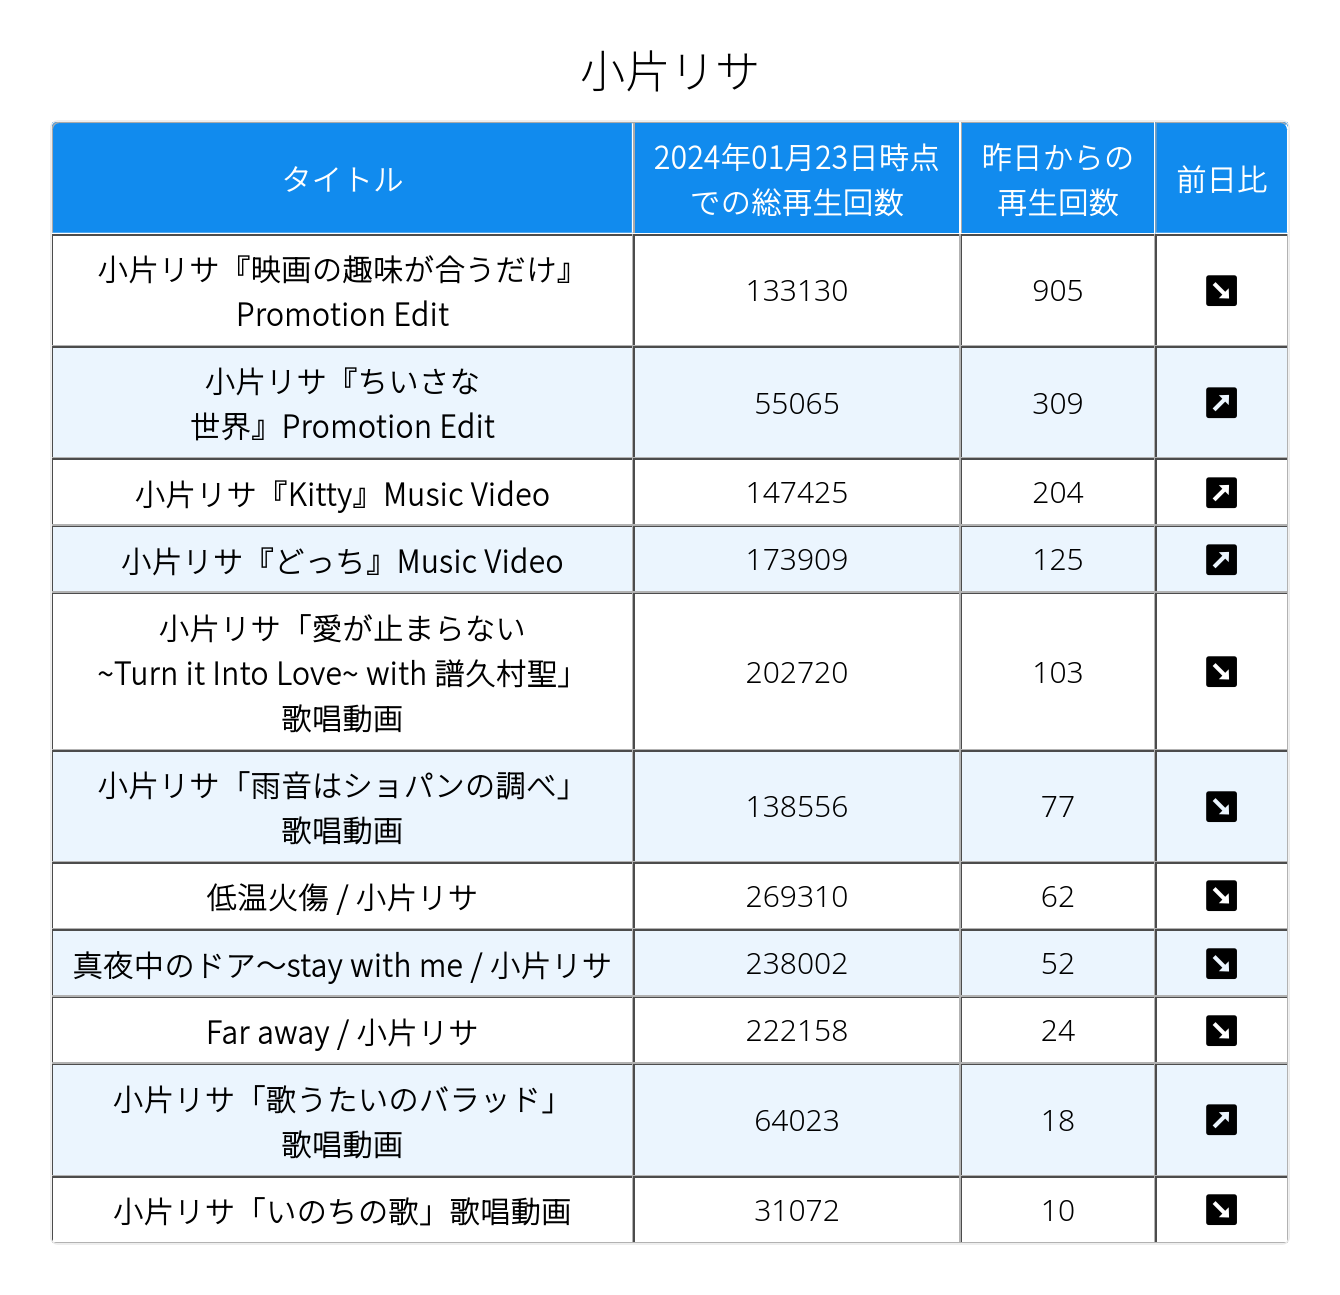 小片リサ
タイトル
2024年01月23日時点
での総再生回数
昨日からの
再生回数
前日比
小片リサ『映画の趣味が合うだけ』
Promotion Edit
133130
905
小片リサ『ちいさな
世界』Promotion Edit
55065
309
小片リサ『Kitty』Music Video
147425
204
小片リサ『どっち』Music Video
173909
125
小片リサ「愛が止まらない
~Turn it Into Love~ with 譜久村聖」
歌唱動画
202720
103
小片リサ「雨音はショパンの調べ」
歌唱動画
138556
77
低温火傷 / 小片リサ
269310
62
真夜中のドア〜stay with me / 小片リサ
238002
52
Far away / 小片リサ
222158
24
小片リサ「歌うたいのバラッド」
歌唱動画
64023
18
小片リサ「いのちの歌」歌唱動画
31072
10